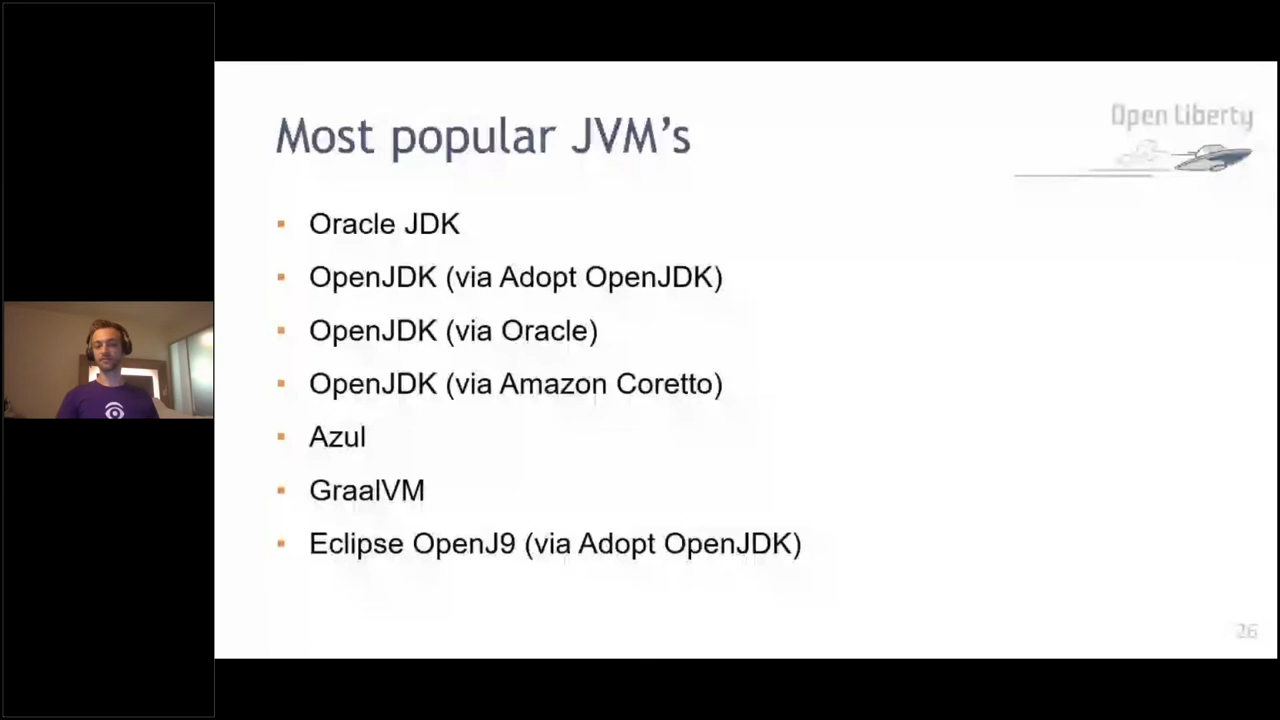 Most popular JVM's
Open Liberty
Oracle JDK
OpenJDK (via Adopt OpenJDK)
OpenJDK (via Oracle)
OpenJDK (via Amazon Coretto)
Azul
GraalVM
Eclipse OpenJ9 (via Adopt OpenJDK)
26